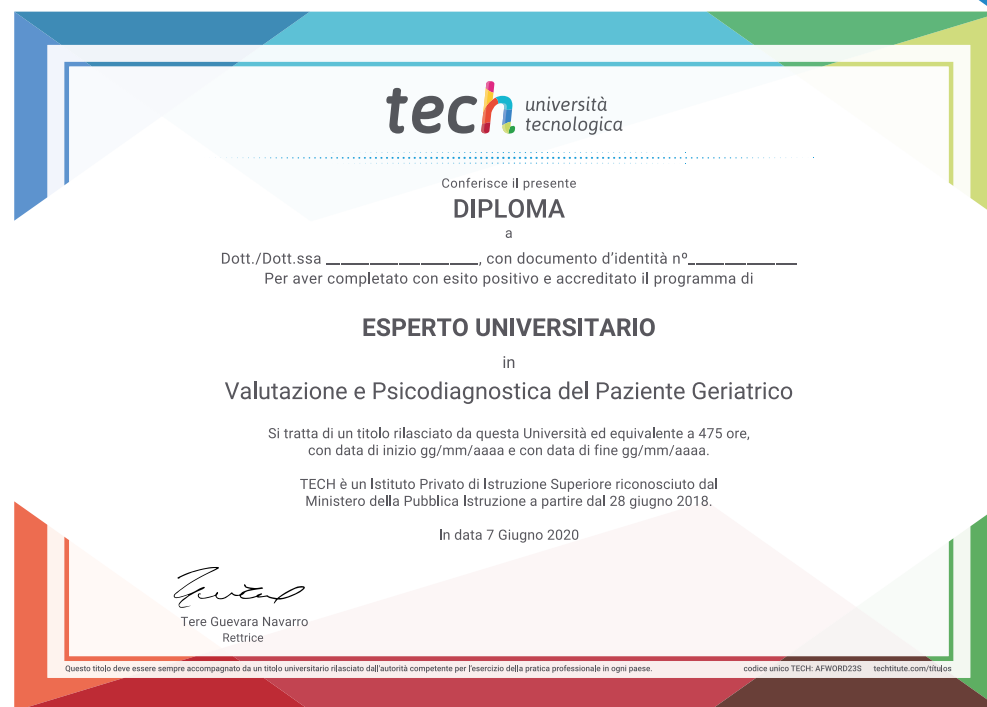 tech università
tecnologica
Conferisce il presente
DIPLOMA
a
Dott./Dott.ssa ____________________, con documento d'identità nº_______________
Per aver completato con esito positivo e accreditato il programma di
ESPERTO UNIVERSITARIO
in
Valutazione e Psicodiagnostica del Paziente Geriatrico
Si tratta di un titolo rilasciato da questa Università ed equivalente a 475 ore,
con data di inizio gg/mm/aaaa e con data di fine gg/mm/aaaa.
TECH è un Istituto Privato di Istruzione Superiore riconosciuto dal
Ministero della Pubblica Istruzione a partire dal 28 giugno 2018.
In data 7 Giugno 2020
Tere Guevara Navarro
Rettrice
Questo titolo deve essere sempre accompagnato da un titolo universitario rilasciato dall'autorità competente per l'esercizio della pratica professionale in ogni paese.
codice unico TECH: AFWORD23S techtitute.com/títulos